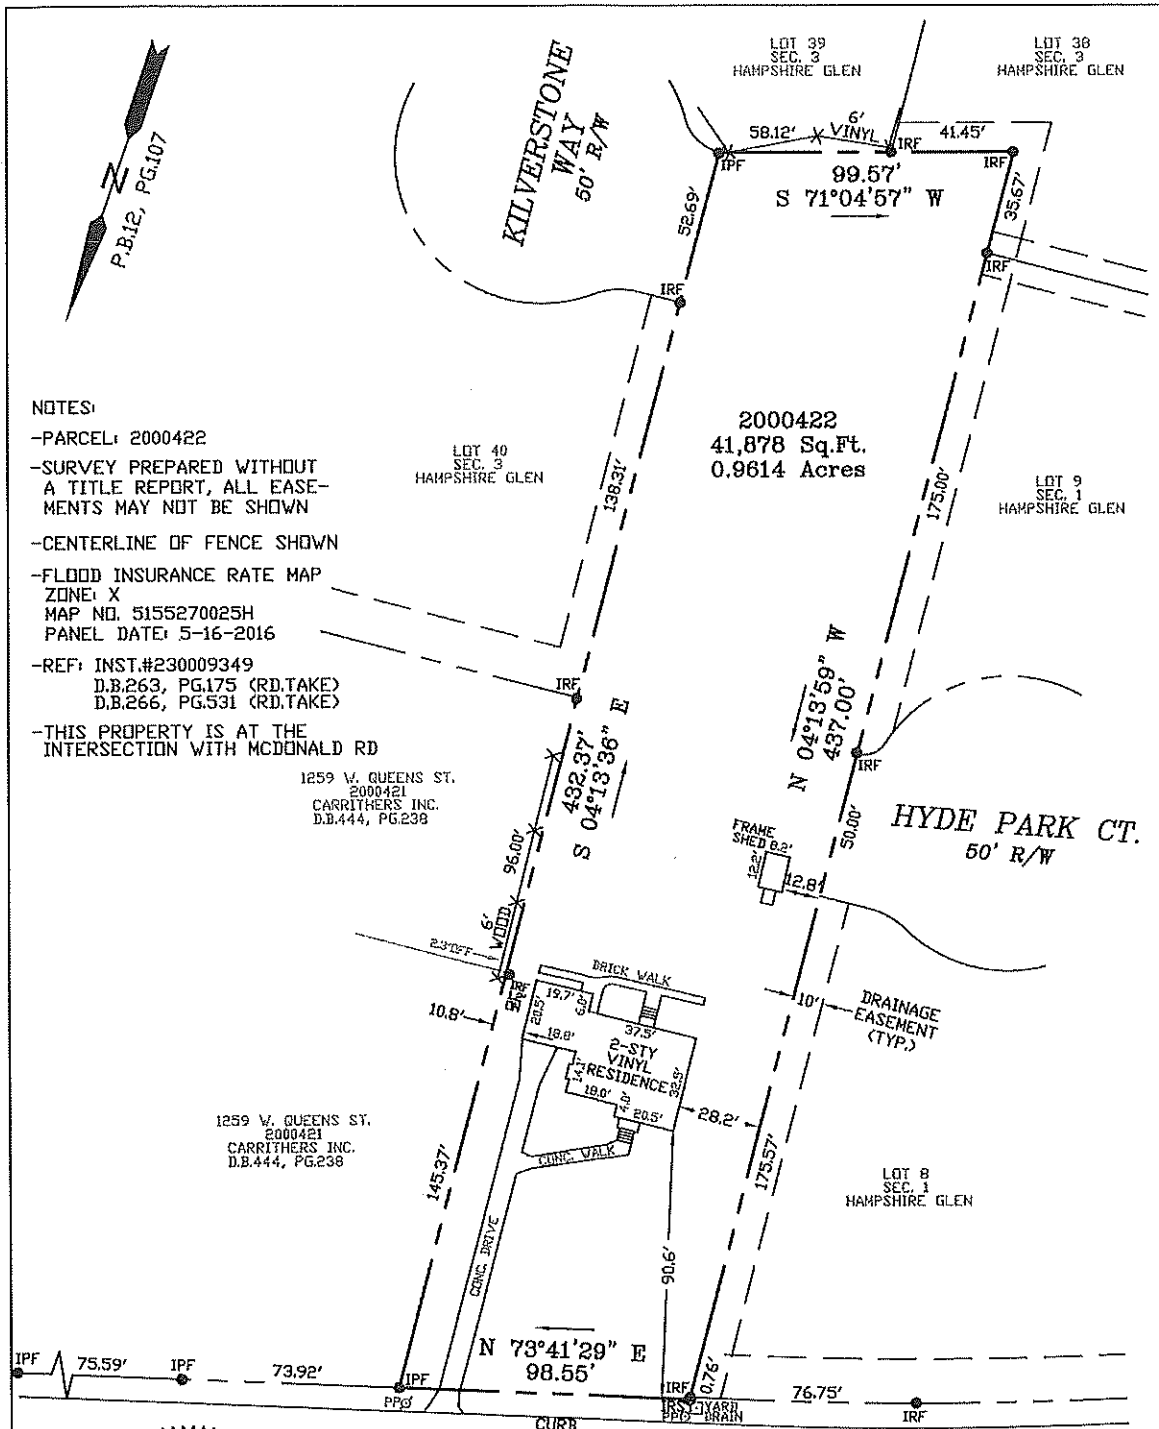 LOT 39
SEC. 3
HAMPSHIRE GLEN
LOT 38
SEC. 3
HAMPSHIRE GLEN
KILVERSTONE
WAY
50' R/W
N
P.B.12, PG.107
58.12'
6'
VINYL
IRF
41.45'
IPF
IRF
99.57'
S 71°04'57" W
52.69'
35.67'
IRF
IRF
NOTES:
-PARCEL: 2000422
-SURVEY PREPARED WITHOUT
A TITLE REPORT, ALL EASE-
MENTS MAY NOT BE SHOWN
-CENTERLINE OF FENCE SHOWN
-FLOOD INSURANCE RATE MAP
ZONE: X
MAP NO. 5155270025H
PANEL DATE: 5-16-2016
-REF: INST.#230009349
D.B.263, PG.175 (RD.TAKE)
D.B.266, PG.531 (RD.TAKE)
-THIS PROPERTY IS AT THE
INTERSECTION WITH MCDONALD RD
LOT 40
SEC. 3
HAMPSHIRE GLEN
138.31'
2000422
41,878 Sq.Ft.
0.9614 Acres
175.00'
LOT 9
SEC. 1
HAMPSHIRE GLEN
IRF
432.37'
S 04°13'36" E
N 04°13'59" W
437.00'
IRF
1259 W. QUEENS ST.
2000421
CARRITHERS INC.
D.B.444, PG.238
96.00'
6'
WOOD
FRAME
SHED 8.2'
12.2'
12.8'
50.00'
HYDE PARK CT.
50' R/W
2.3'OFF
IRF
10.8'
BRICK WALK
19.7'
6.0'
20.5'
18.8'
37.5'
2-STY
VINYL
RESIDENCE
14.1'
18.0'
4.0'
20.5'
32.5'
28.2'
10'
DRAINAGE
EASEMENT
(TYP.)
1259 W. QUEENS ST.
2000421
CARRITHERS INC.
D.B.444, PG.238
145.37'
CONC. WALK
CONC. DRIVE
175.57'
90.6'
LOT 8
SEC. 1
HAMPSHIRE GLEN
N 73°41'29" E
98.55'
IPF
75.59'
IPF
73.92'
IPF
PP
IRF
0.76'
76.75'
IRF
IRS
YARD
PP
DRAIN
CURB